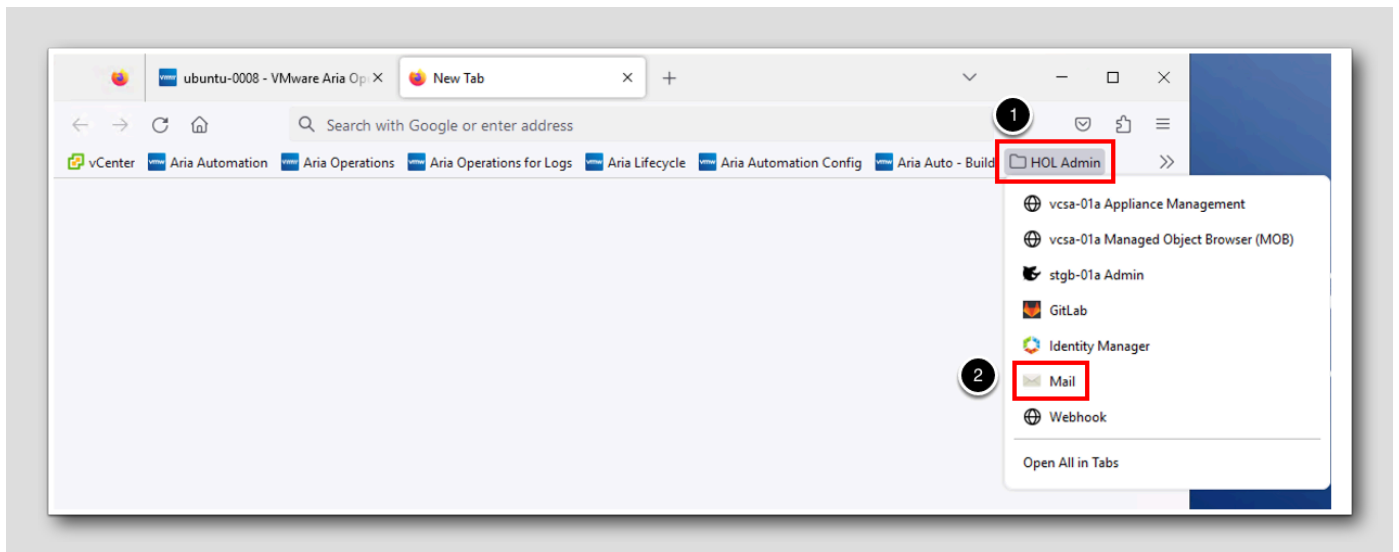 ubuntu-0008 - VMware Aria Op
New Tab
Search with Google or enter address
1
vCenter
Aria Automation
Aria Operations
Aria Operations for Logs
Aria Lifecycle
Aria Automation Config
Aria Auto - Build
HOL Admin
vcsa-01a Appliance Management
vcsa-01a Managed Object Browser (MOB)
stgb-01a Admin
GitLab
Identity Manager
2
Mail
Webhook
Open All in Tabs